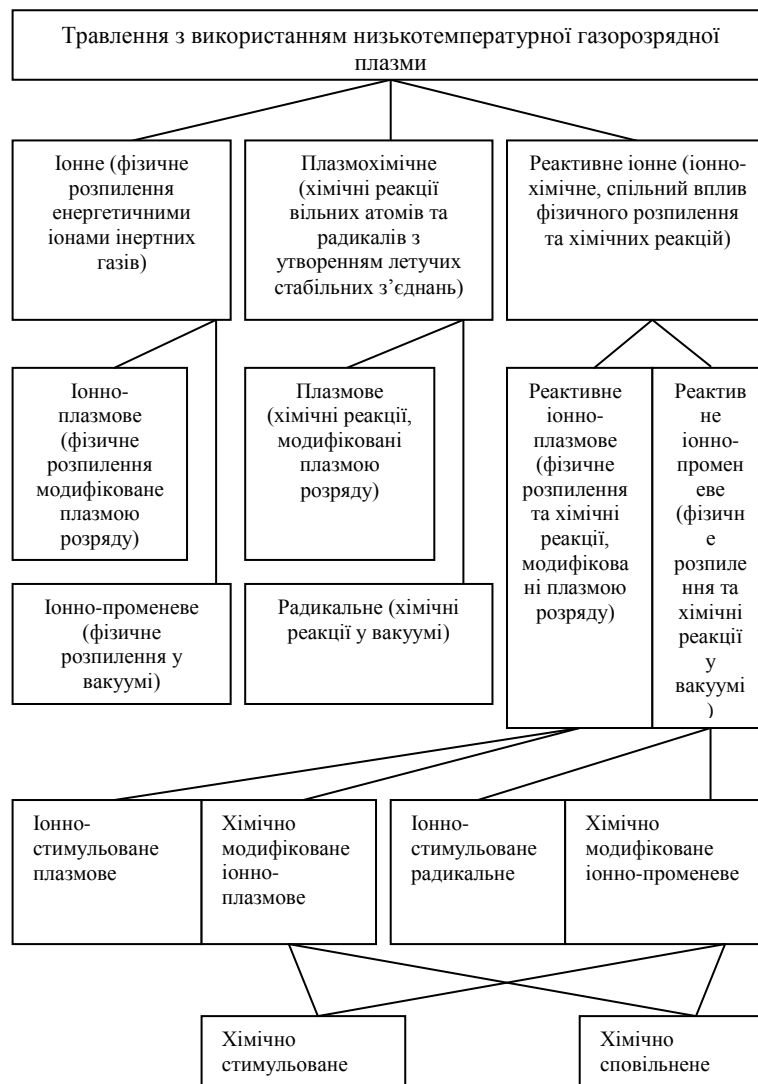 Травлення з використанням низькотемпературної газорозрядної
плазми
Іонне (фізичне
розпилення
енергетичними
іонами інертних
газів)
Плазмохімічне
(хімічні реакції
вільних атомів та
радикалів з
утворенням летучих
стабільних з’єднань)
Реактивне іонне (іонно-
хімічне, спільний вплив
фізичного розпилення
та хімічних реакцій)
Іонно-
плазмове
(фізичне
розпилення
модифіковане
плазмою
розряду)
Плазмове
(хімічні реакції,
модифіковані
плазмою
розряду)
Реактивне
іонно-
плазмове
(фізичне
розпилення
та хімічні
реакції,
модифікова
ні плазмою
розряду)
Реактив
не
іонно-
промен
еве
(фізичн
е
розпиле
ння та
хімічні
реакції
у
вакуумі
)
Іонно-променеве
(фізичне
розпилення у
вакуумі)
Радикальне (хімічні
реакції у вакуумі)
Іонно-
стимульоване
плазмове
Хімічно
модифіковане
іонно-
плазмове
Іонно-
стимульоване
радикальне
Хімічно
модифіковане
іонно-променеве
Хімічно
стимульоване
Хімічно
сповільнене